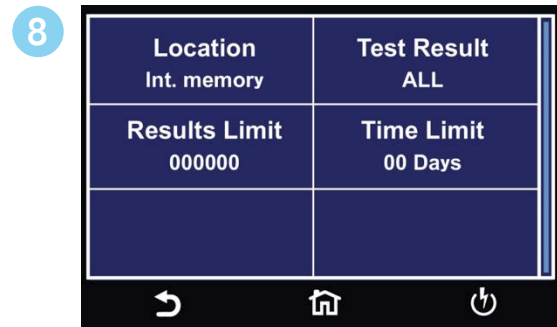 8
Location
Int. memory
Test Result
ALL
Results Limit
000000
Time Limit
00 Days